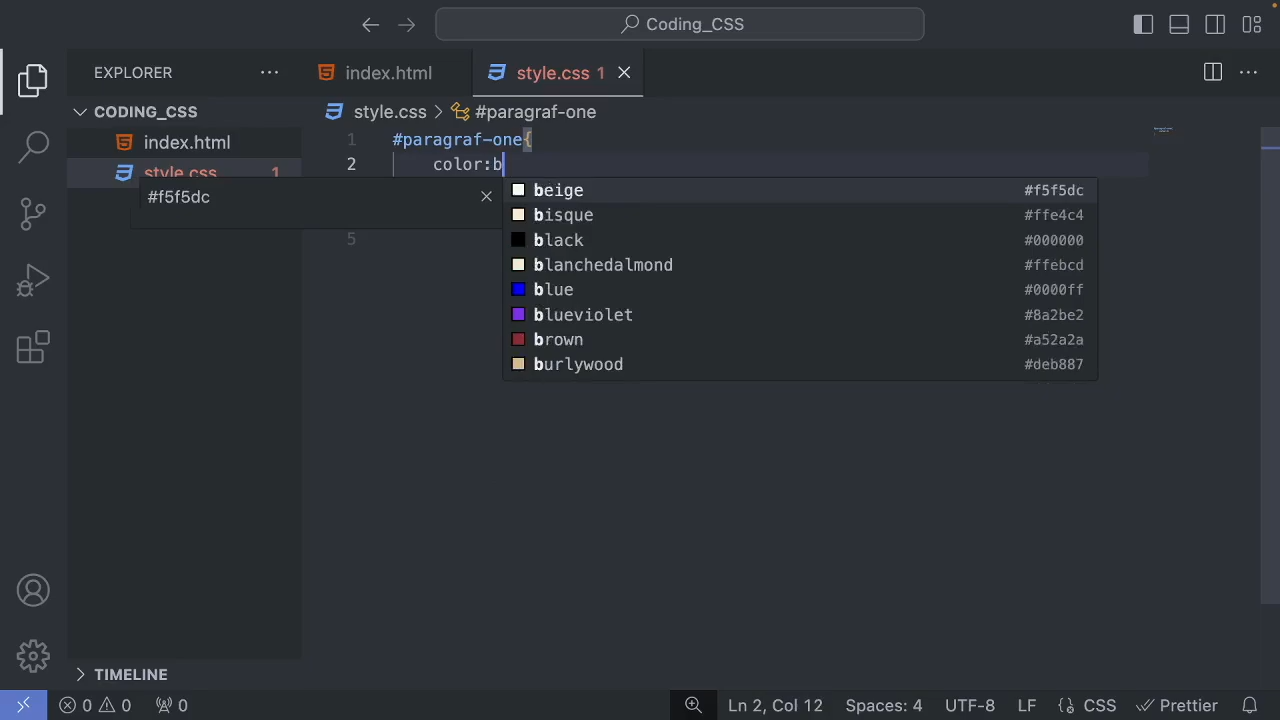 Coding_CSS
EXPLORER
index.html
style.css 1
CODING_CSS
style.css > #paragraf-one
index.html
style.css 1
1 #paragraf-one{
2 color:b
#f5f5dc
5
beige #f5f5dc
bisque #ffe4c4
black #000000
blanchedalmond #ffebcd
blue #0000ff
blueviolet #8a2be2
brown #a52a2a
burlywood #deb887
TIMELINE
0 0 0
Ln 2, Col 12 Spaces: 4 UTF-8 LF CSS Prettier